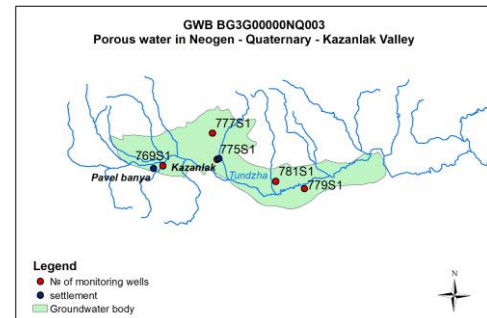 GWB BG3G00000NQ003
Porous water in Neogen - Quaternary - Kazanlak Valley
777S1
775S1
769S1
Kazanlak
Pavel banya
Tundzha
781S1
779S1
Legend
№ of monitoring wells
settlement
Groundwater body
N